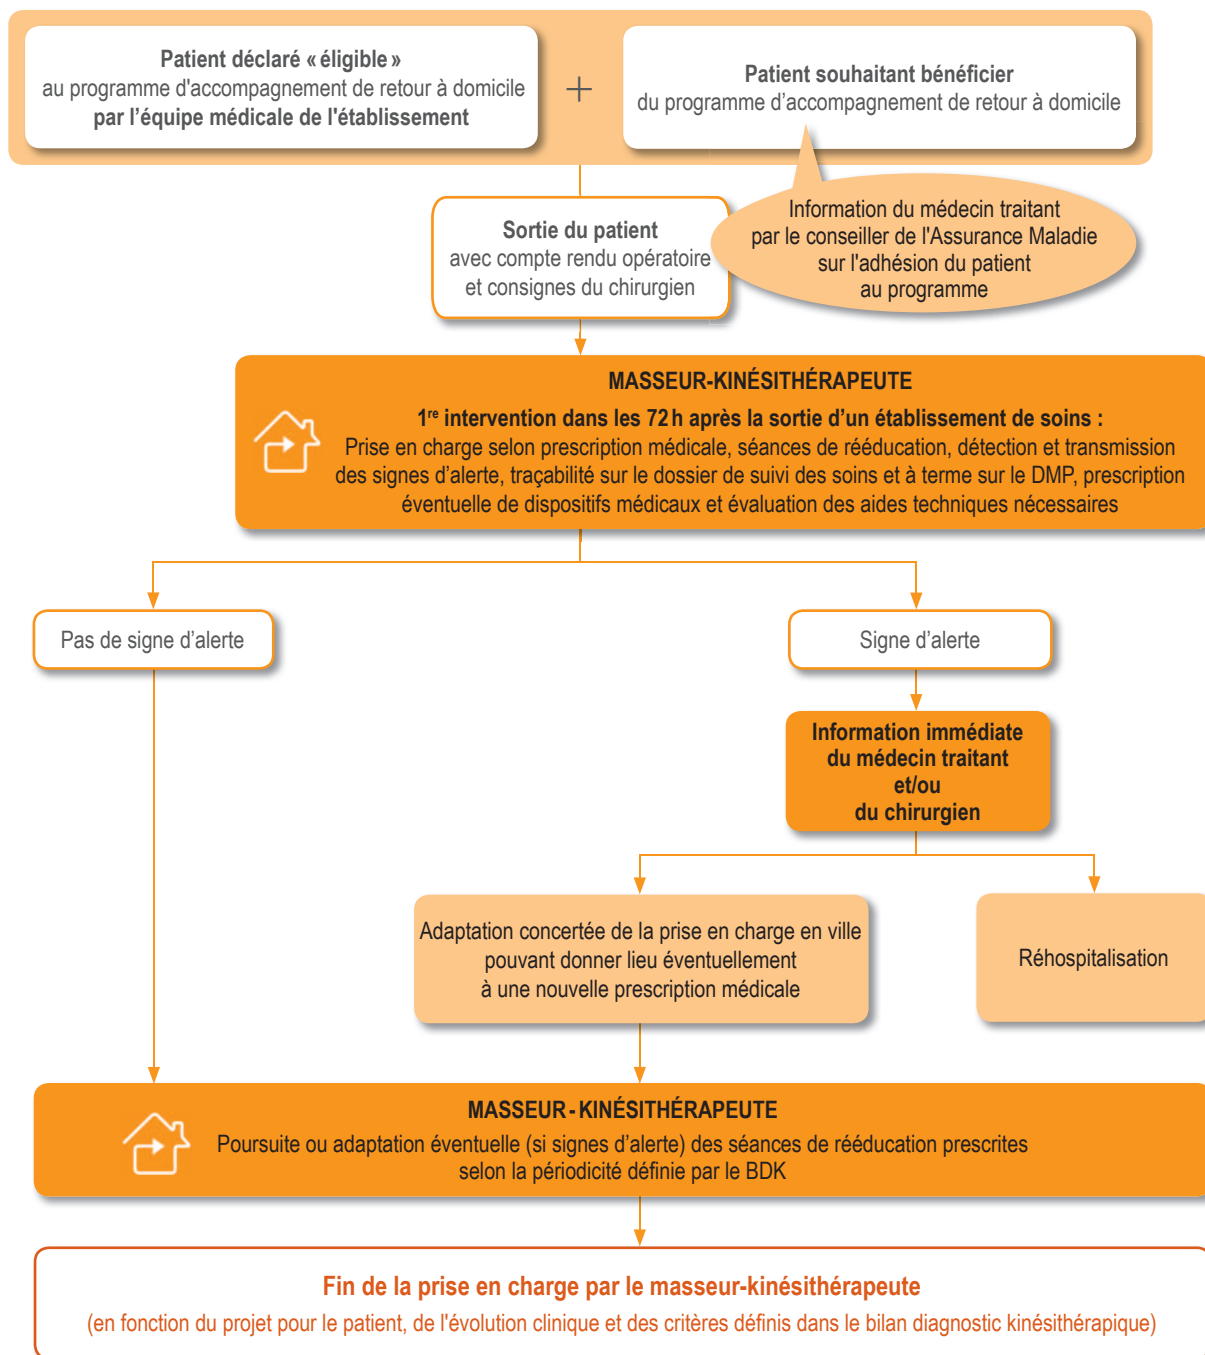 Patient déclaré « éligible »
au programme d'accompagnement de retour à domicile
par l’équipe médicale de l'établissement
+
Patient souhaitant bénéficier
du programme d’accompagnement de retour à domicile
Information du médecin traitant
par le conseiller de l'Assurance Maladie
sur l'adhésion du patient
au programme
Sortie du patient
avec compte rendu opératoire
et consignes du chirurgien
MASSEUR-KINÉSITHÉRAPEUTE
1re intervention dans les 72 h après la sortie d’un établissement de soins :
Prise en charge selon prescription médicale, séances de rééducation, détection et transmission
des signes d’alerte, traçabilité sur le dossier de suivi des soins et à terme sur le DMP, prescription
éventuelle de dispositifs médicaux et évaluation des aides techniques nécessaires
Pas de signe d’alerte
Signe d’alerte
Information immédiate
du médecin traitant
et/ou
du chirurgien
Adaptation concertée de la prise en charge en ville
pouvant donner lieu éventuellement
à une nouvelle prescription médicale
Réhospitalisation
MASSEUR - KINÉSITHÉRAPEUTE
Poursuite ou adaptation éventuelle (si signes d’alerte) des séances de rééducation prescrites
selon la périodicité définie par le BDK
Fin de la prise en charge par le masseur-kinésithérapeute
(en fonction du projet pour le patient, de l'évolution clinique et des critères définis dans le bilan diagnostic kinésithérapique)